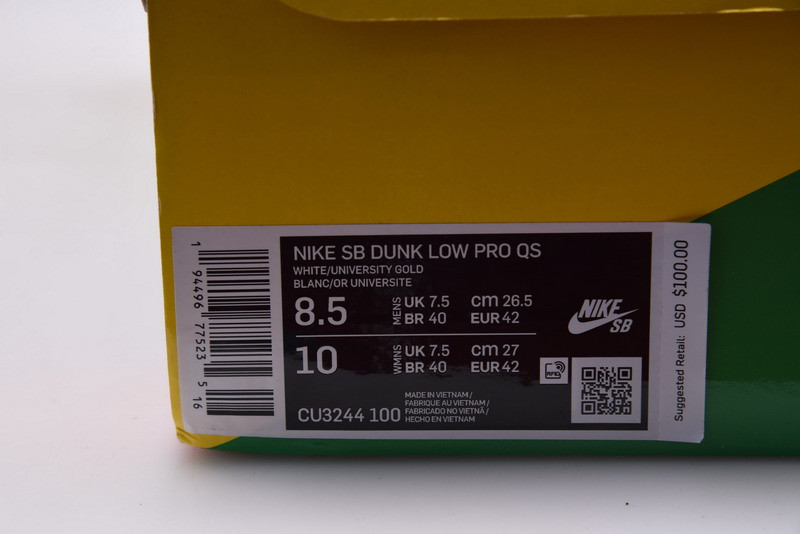 NIKE SB DUNK LOW PRO QS
WHITE/UNIVERSITY GOLD
BLANC/OR UNIVERSITE
8.5 MENS UK 7.5 cm 26.5
BR 40 EUR 42
10 WMNS UK 7.5 cm 27
BR 40 EUR 42
CU3244 100
MADE IN VIETNAM/
FABRIQUE AU VIETNAM/
FABRICADO NO VIETNÃ/
HECHO EN VIETNAM
1 94496 77523 5 16
NIKE
SB
RFID
Suggested Retail: USD $100.00